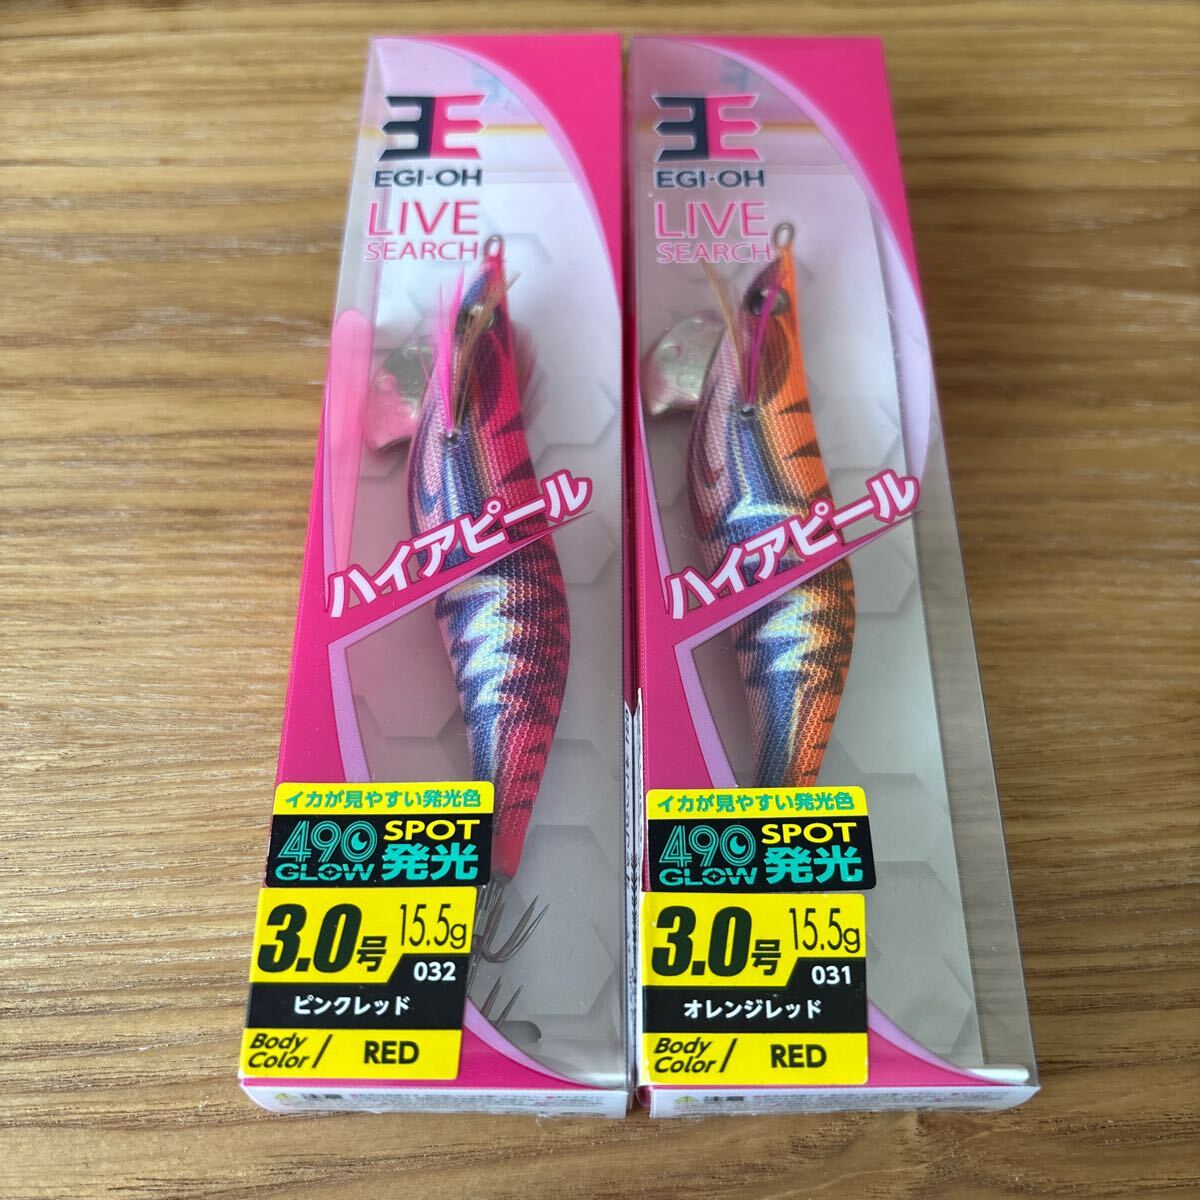 EGI-OH
LIVE
SEARCH
ハイアピール
イカが見やすい発光色
490
GLOW
SPOT
発光
3.0号
15.5g
032
ピンクレッド
Body
Color/
RED
注意
EGI-OH
LIVE
SEARCH
ハイアピール
イカが見やすい発光色
490
GLOW
SPOT
発光
3.0号
15.5g
031
オレンジレッド
Body
Color/
RED
注意